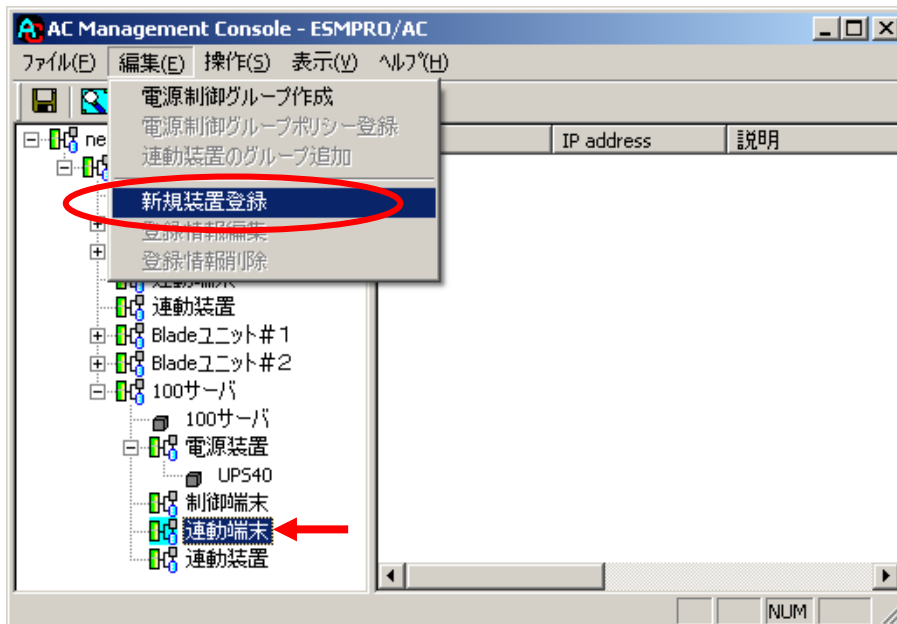 AC Management Console - ESMPRO/AC
ファイル(F) 編集(E) 操作(S) 表示(V) ヘルプ(H)
電源制御グループ作成
電源制御グループポリシー登録
連動装置のグループ追加
新規装置登録
登録情報編集
登録情報削除
IP address 説明
ne
連動装置
Bladeユニット#1
Bladeユニット#2
100サーバ
100サーバ
電源装置
UPS40
制御端末
連動端末
連動装置
NUM